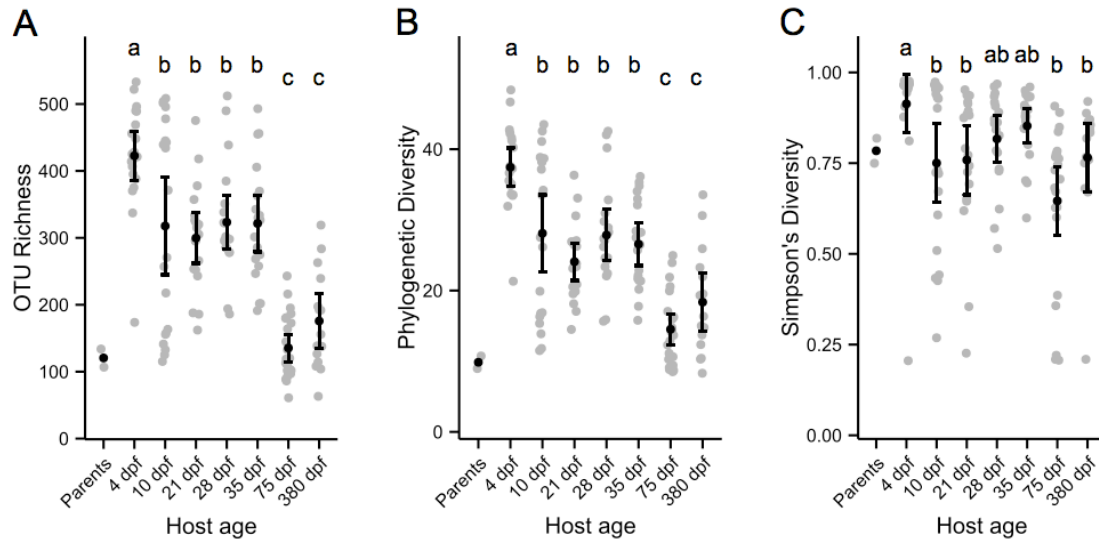 A
a b b b b c c
OTU Richness
500
400
300
200
100
0
Parents 4 dpf 10 dpf 21 dpf 28 dpf 35 dpf 75 dpf 380 dpf
Host age
B
a b b b b c c
Phylogenetic Diversity
40
20
0
Parents 4 dpf 10 dpf 21 dpf 28 dpf 35 dpf 75 dpf 380 dpf
Host age
C
a b b ab ab b b
Simpson's Diversity
1.00
0.75
0.50
0.25
0.00
Parents 4 dpf 10 dpf 21 dpf 28 dpf 35 dpf 75 dpf 380 dpf
Host age